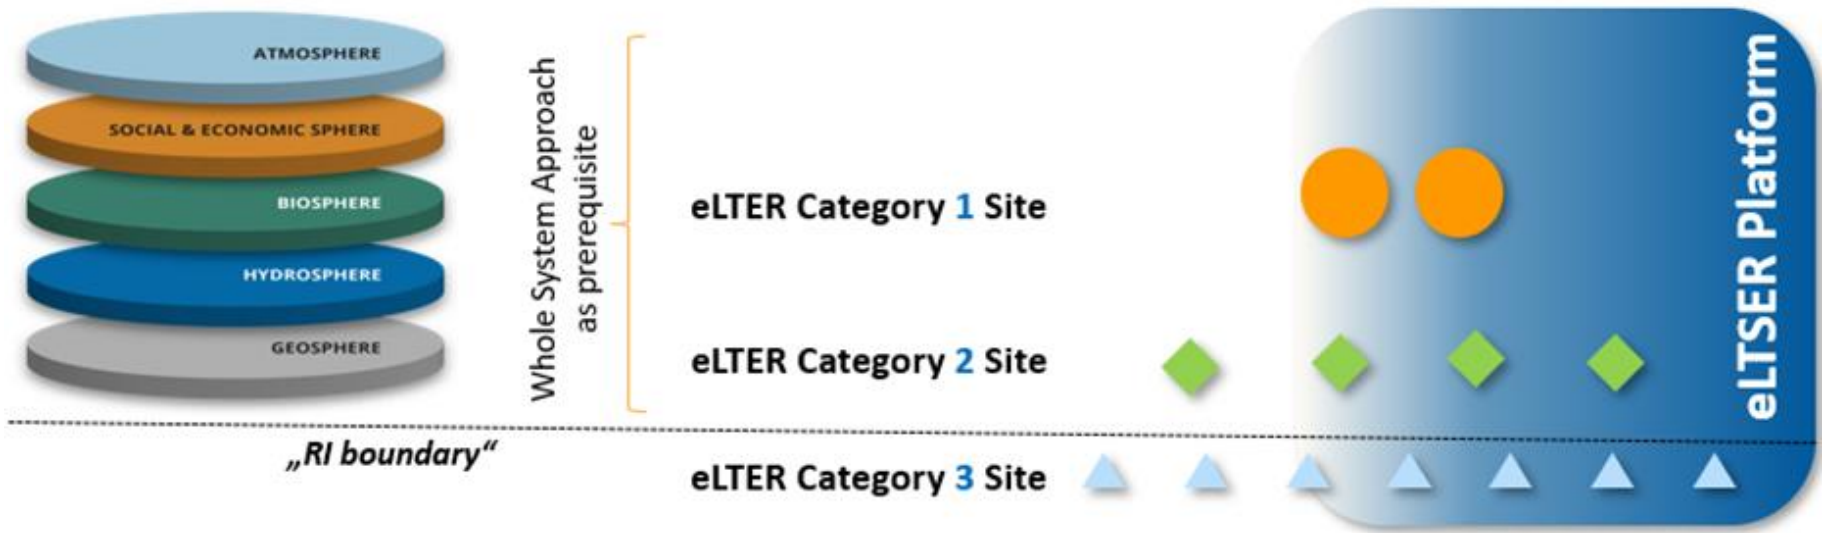 ATMOSPHERE
SOCIAL & ECONOMIC SPHERE
BIOSPHERE
HYDROSPHERE
GEOSPHERE
Whole System Approach
as prerequisite
eLTER Category 1 Site
eLTER Category 2 Site
„RI boundary“
eLTER Category 3 Site
eLTSER Platform